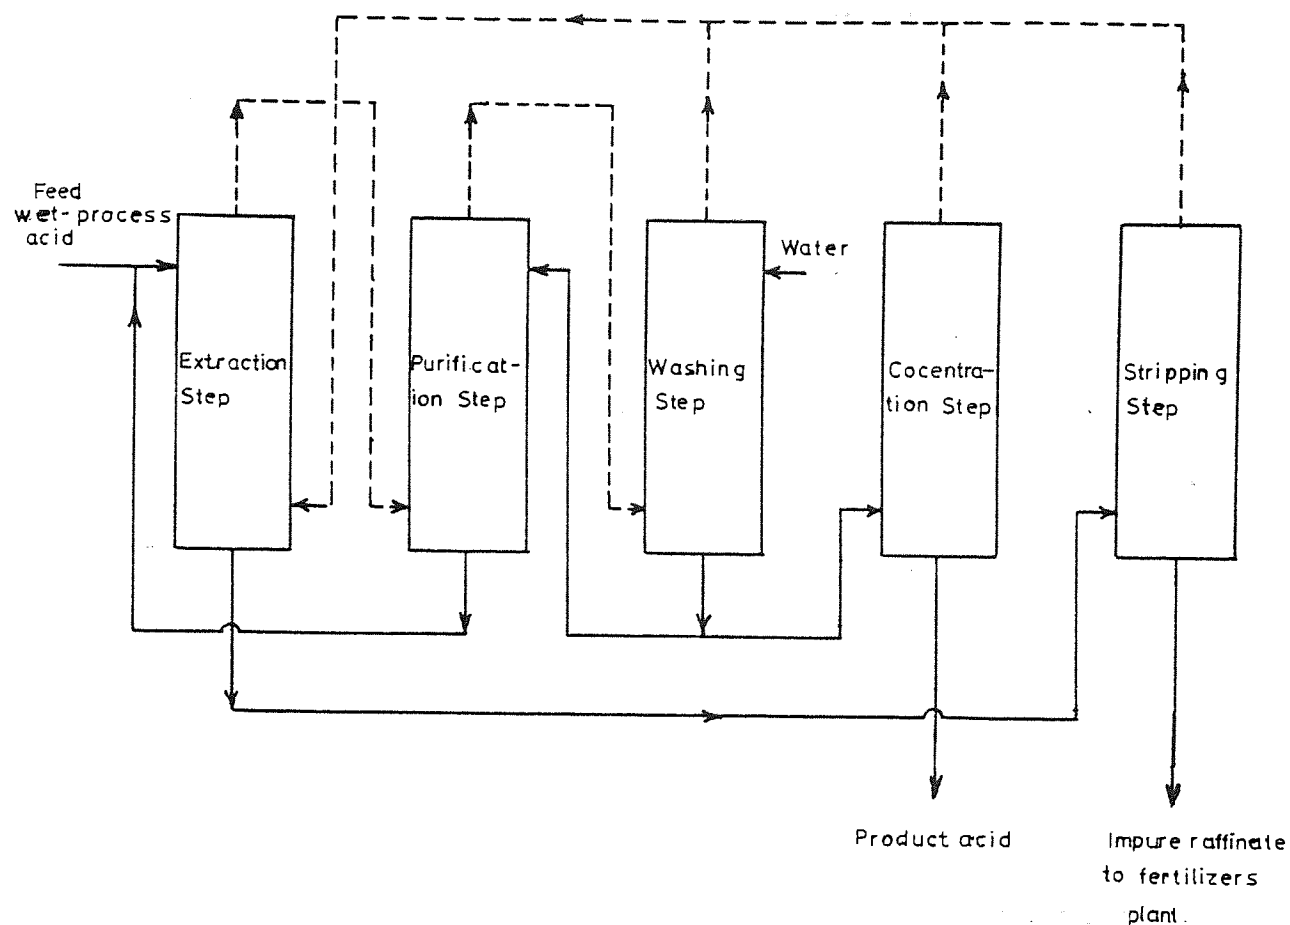 Feed
wet-process
acid
Extraction
Step
Purificat-
ion Step
Washing
Step
Water
Cocentra-
tion Step
Stripping
Step
Product acid
Impure raffinate
to fertilizers
plant.